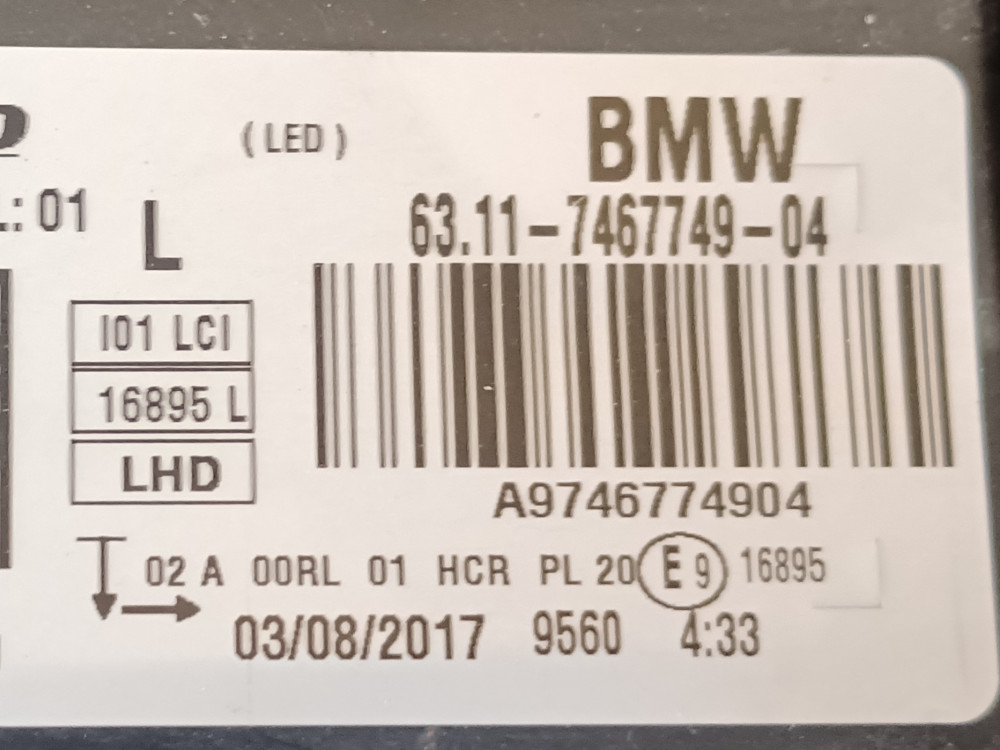 (LED) BMW
.:01 L 63.11-7467749-04
I01 LCI
16895 L
LHD
A9746774904
02 A 00RL 01 HCR PL 20 E9 16895
03/08/2017 9560 4:33